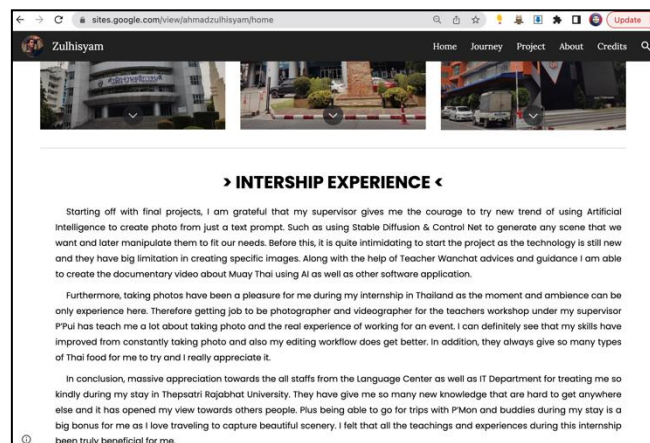 sites.google.com/view/ahmadzulhisyam/home
Update
Zulhisyam
Home Journey Project About Credits
> INTERSHIP EXPERIENCE <
Starting off with final projects, I am grateful that my supervisor gives me the courage to try new trend of using Artificial
Intelligence to create photo from just a text prompt. Such as using Stable Diffusion & Control Net to generate any scene that we
want and later manipulate them to fit our needs. Before this, it is quite intimidating to start the project as the technology is still new
and they have big limitation in creating specific images. Along with the help of Teacher Wanchat advices and guidance I am able
to create the documentary video about Muay Thai using AI as well as other software application.
Furthermore, taking photos have been a pleasure for me during my internship in Thailand as the moment and ambience can be
only experience here. Therefore getting job to be photographer and videographer for the teachers workshop under my supervisor
P'Pui has teach me a lot about taking photo and the real experience of working for an event. I can definitely see that my skills have
improved from constantly taking photo and also my editing workflow does get better. In addition, they always give so many types
of Thai food for me to try and I really appreciate it.
In conclusion, massive appreciation towards the all staffs from the Language Center as well as IT Department for treating me so
kindly during my stay in Thepsatri Rajabhat University. They have give me so many new knowledge that are hard to get anywhere
else and it has opened my view towards others people. Plus being able to go for trips with P'Mon and buddies during my stay is a
big bonus for me as I love traveling to capture beautiful scenery. I felt that all the teachings and experiences during this internship
been truly beneficial for me.